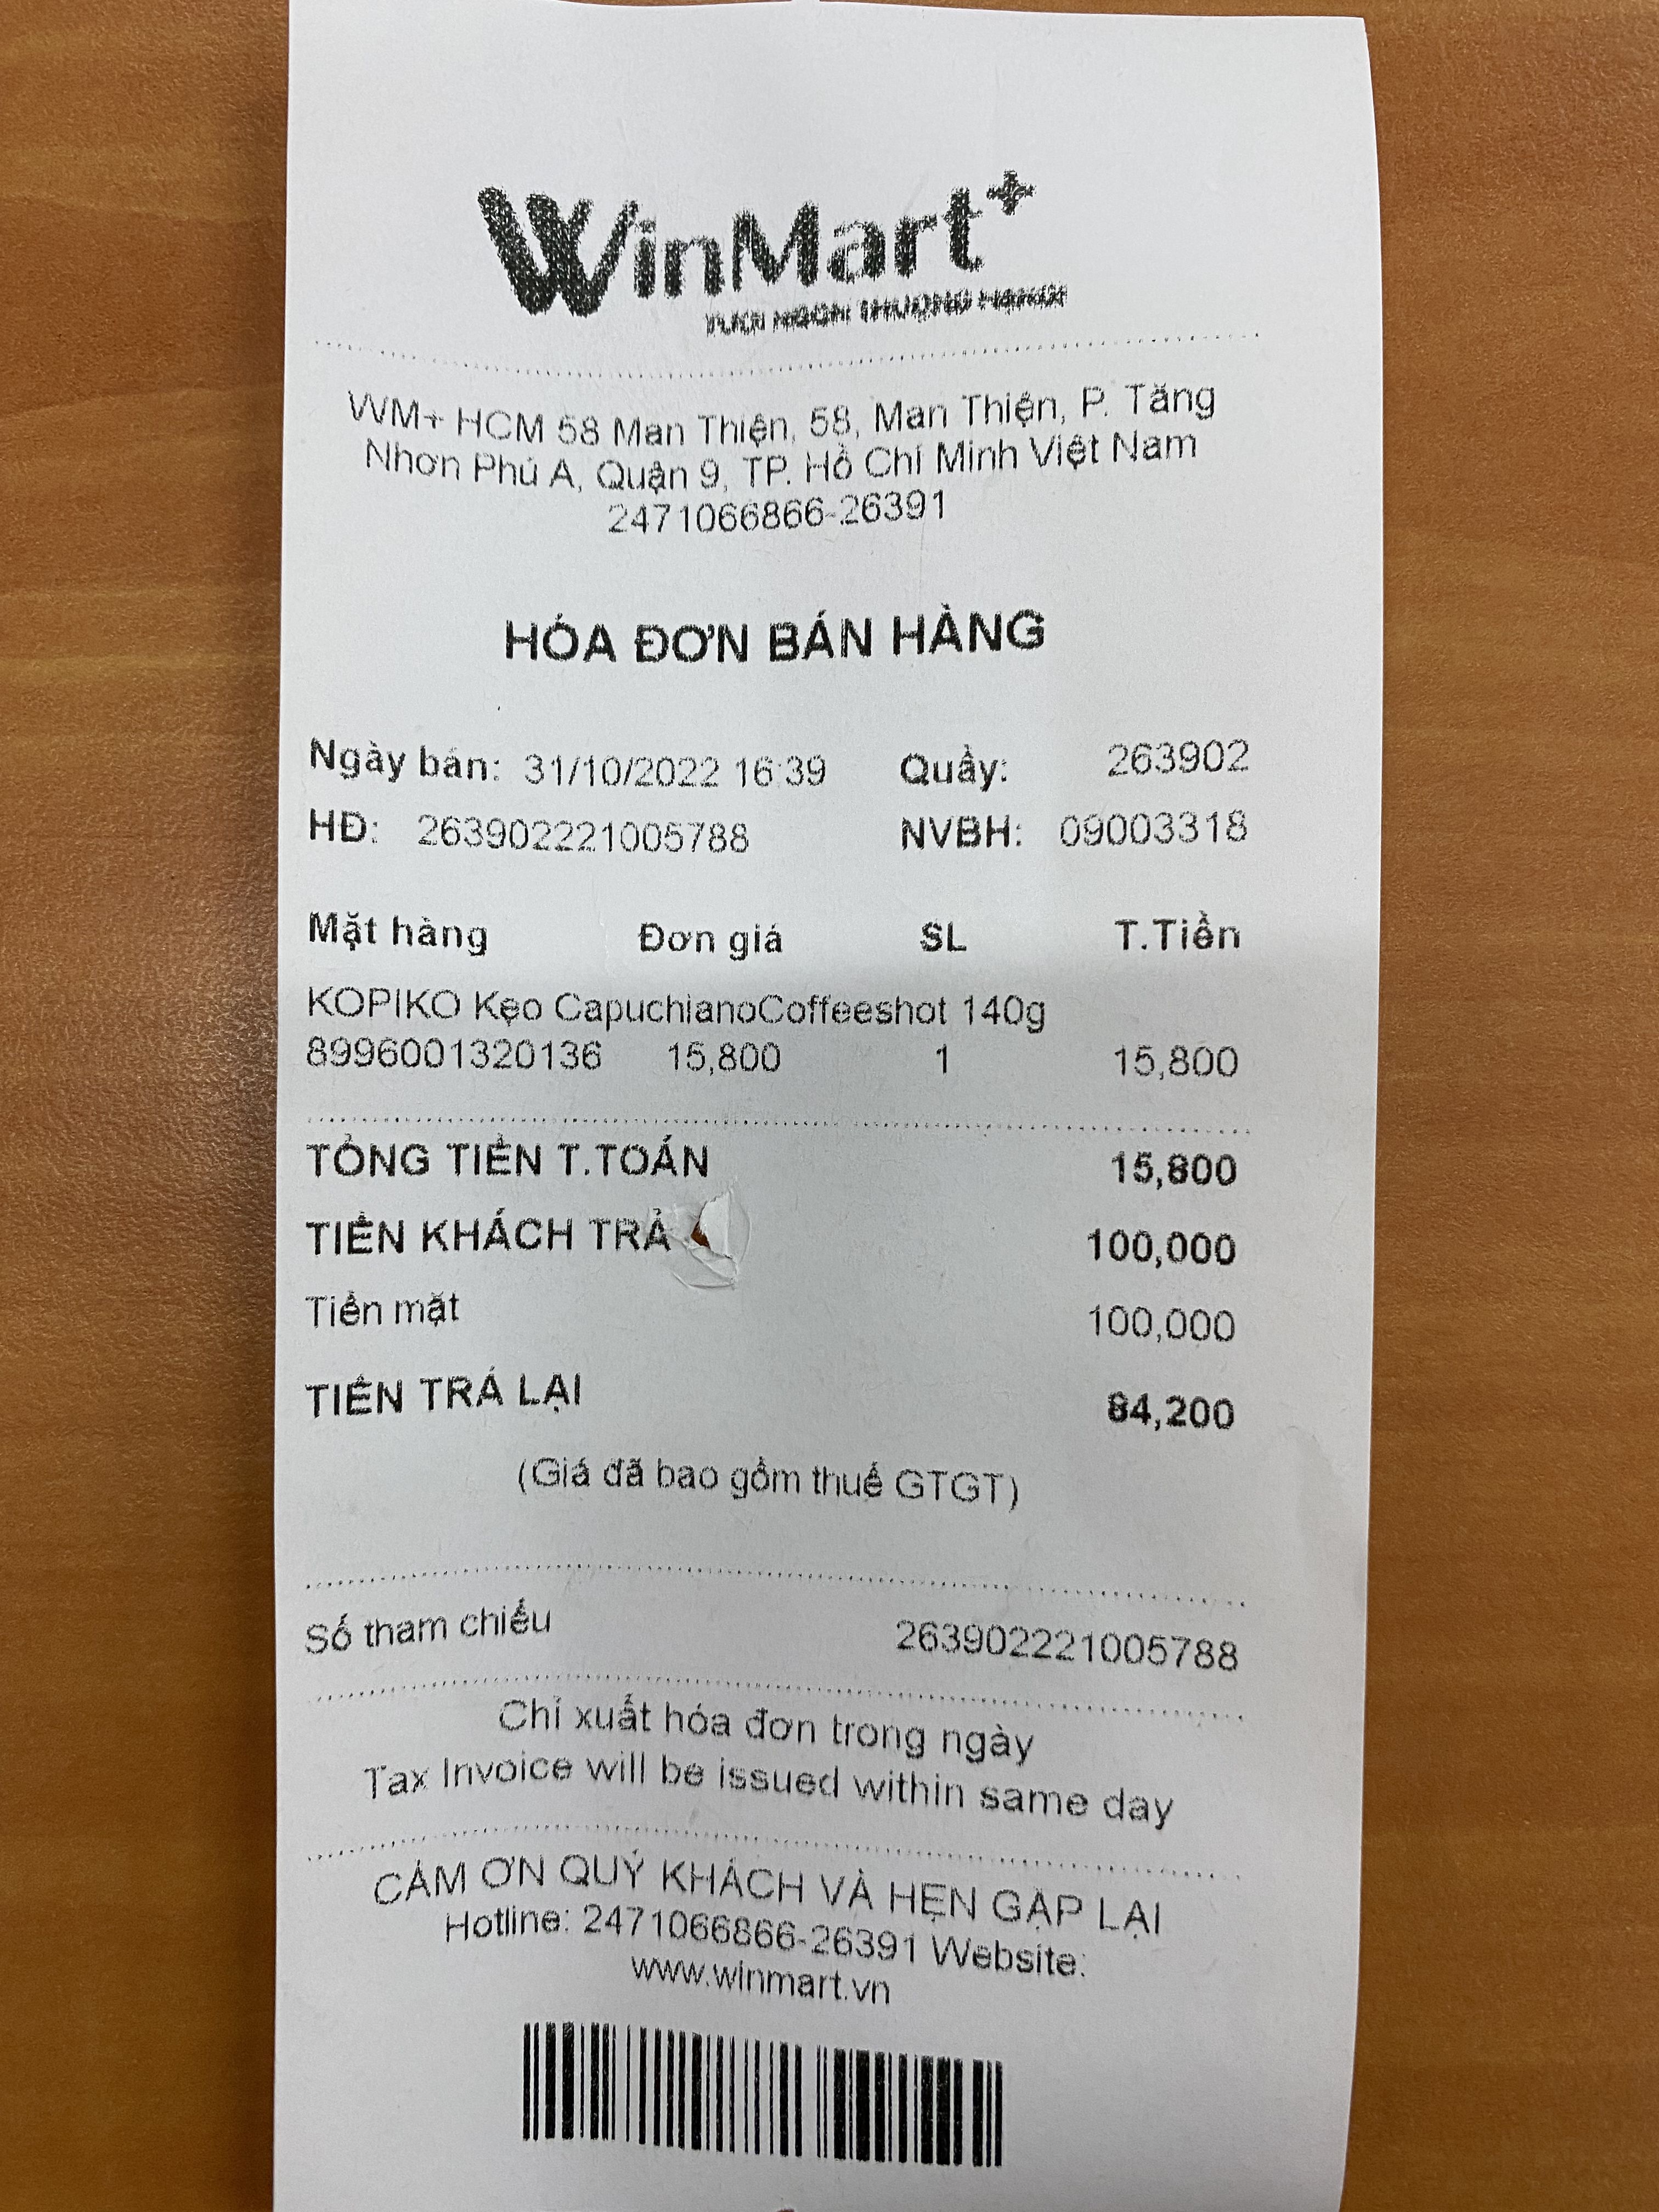 WinMart+
TƯƠI NGON THƯỢNG HẠNG
WM+ HCM 58 Man Thiện, 58, Man Thiện, P. Tăng
Nhơn Phú A, Quận 9, TP. Hồ Chí Minh Việt Nam
2471066866-26391
HÓA ĐƠN BÁN HÀNG
Ngày bán: 31/10/2022 16:39 Quầy: 263902
HĐ: 263902221005788 NVBH: 09003318
Mặt hàng Đơn giá SL T.Tiền
KOPIKO Kẹo CapuchianoCoffeeshot 140g
8996001320136 15,800 1 15,800
TỔNG TIỀN T.TOÁN 15,800
TIỀN KHÁCH TRẢ 100,000
Tiền mặt 100,000
TIỀN TRẢ LẠI 84,200
(Giá đã bao gồm thuế GTGT)
Số tham chiếu 263902221005788
Chỉ xuất hóa đơn trong ngày
Tax Invoice will be issued within same day
CẢM ƠN QUÝ KHÁCH VÀ HẸN GẶP LẠI
Hotline: 2471066866-26391 Website:
www.winmart.vn